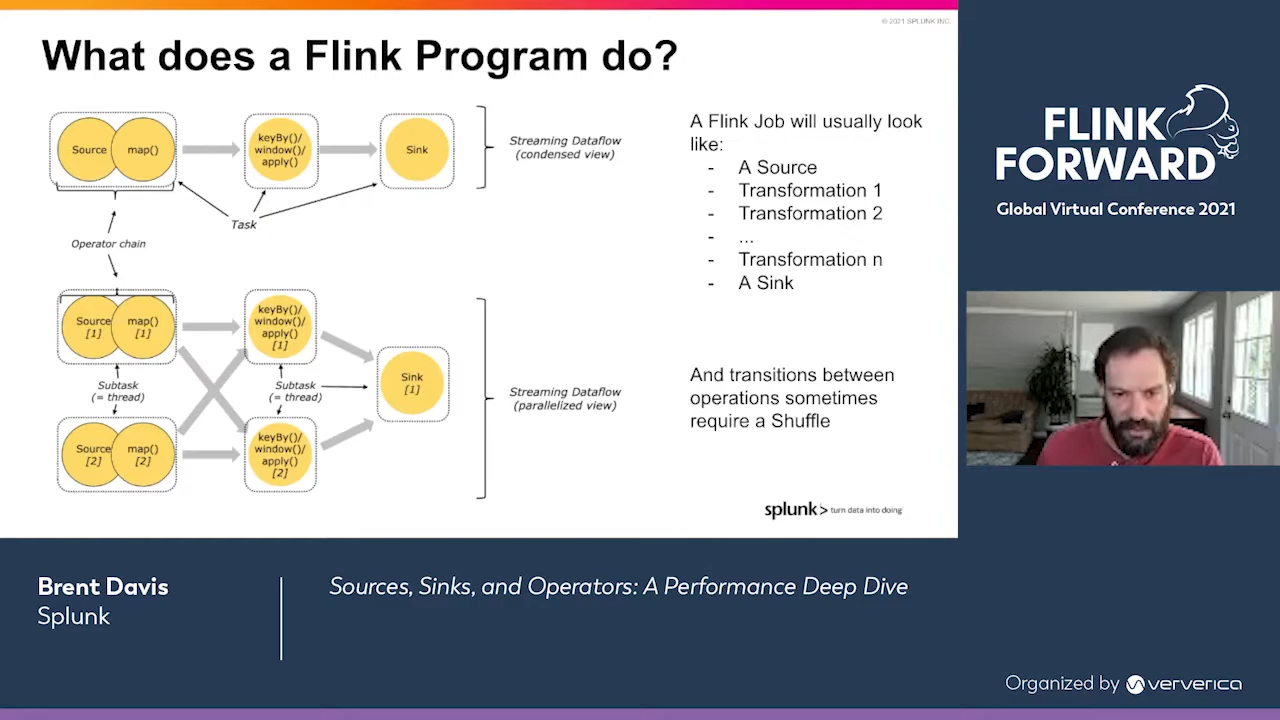 © 2021 SPLUNK INC.
What does a Flink Program do?
Source
map()
keyBy()/
window()/
apply()
Sink
Streaming Dataflow
(condensed view)
Task
Operator chain
Source
[1]
map()
[1]
keyBy()/
window()/
apply()
[1]
Subtask
(= thread)
Subtask
(= thread)
Sink
[1]
Streaming Dataflow
(parallelized view)
Source
[2]
map()
[2]
keyBy()/
window()/
apply()
[2]
A Flink Job will usually look
like:
- A Source
- Transformation 1
- Transformation 2
- ...
- Transformation n
- A Sink
And transitions between
operations sometimes
require a Shuffle
splunk> turn data into doing
FLINK
FORWARD
Global Virtual Conference 2021
Brent Davis
Splunk
Sources, Sinks, and Operators: A Performance Deep Dive
Organized by ververica